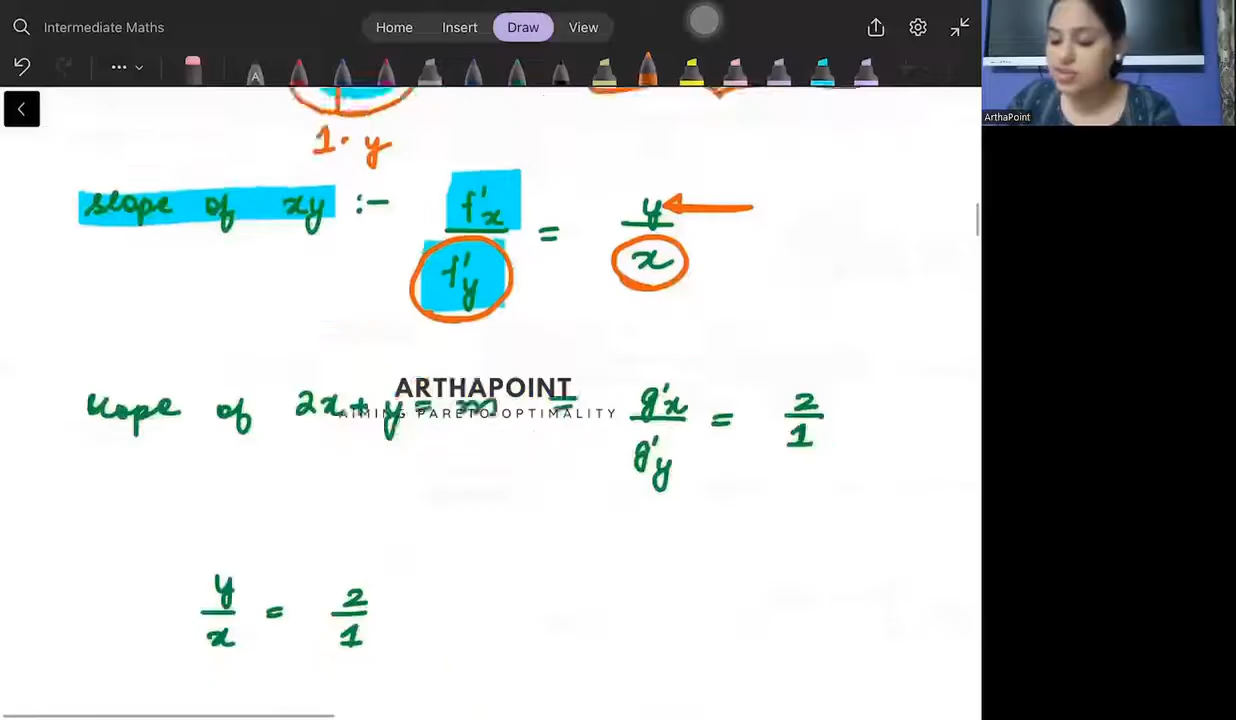 Intermediate Maths
Home Insert Draw View
A
ArthaPoint
1 · y
slope of xy :- f'x / f'y = y / x
ARTHAPOINT
AIMING PARETO-OPTIMALITY
slope of 2x + y = m = g'x / g'y = 2 / 1
y / x = 2 / 1